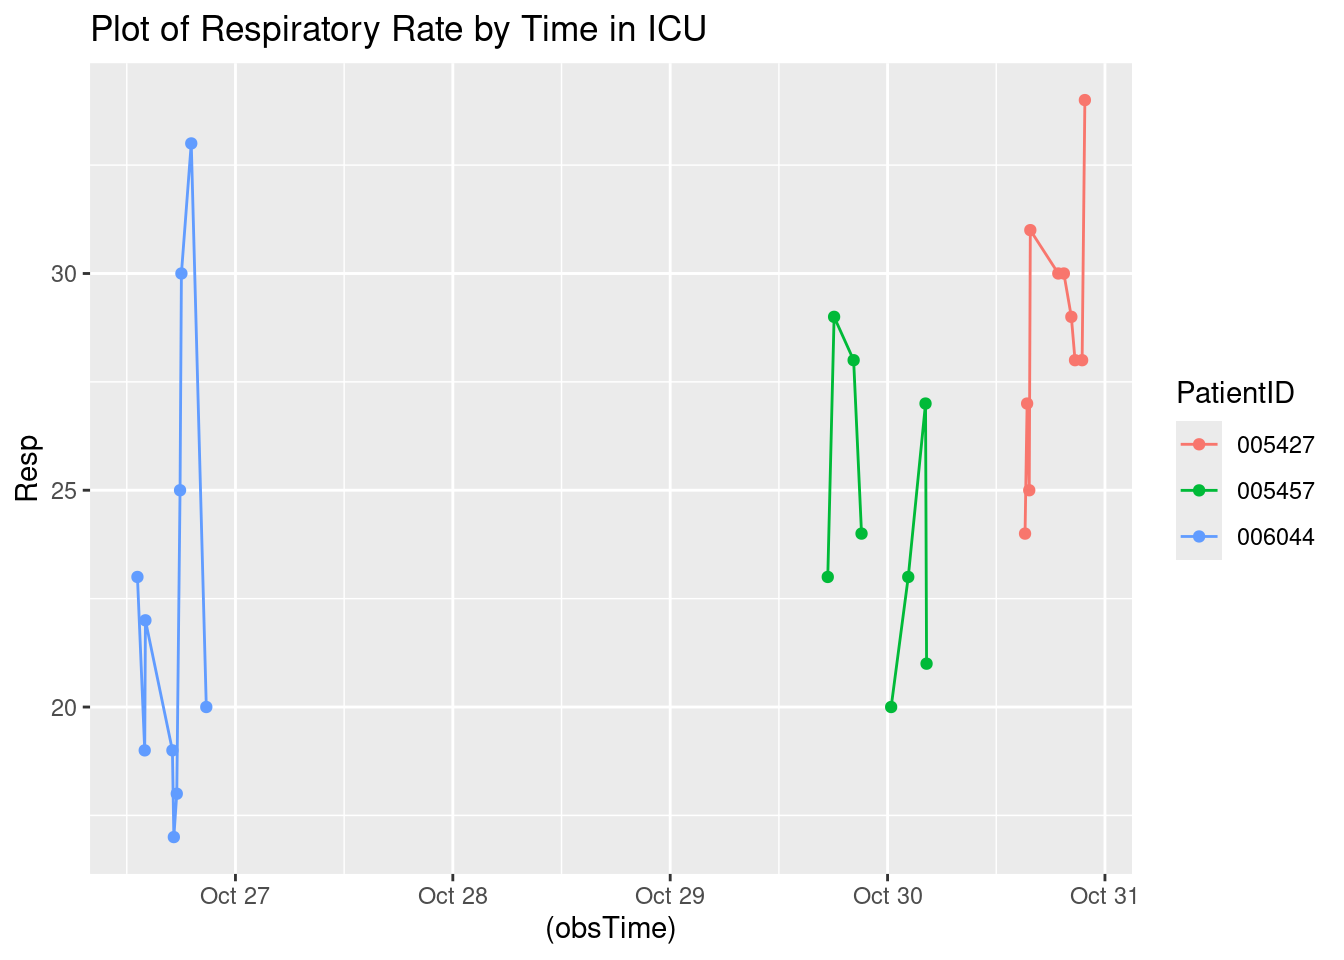 Plot of Respiratory Rate by Time in ICU
Resp
30
25
20
Oct 27
Oct 28
Oct 29
Oct 30
Oct 31
(obsTime)
PatientID
005427
005457
006044